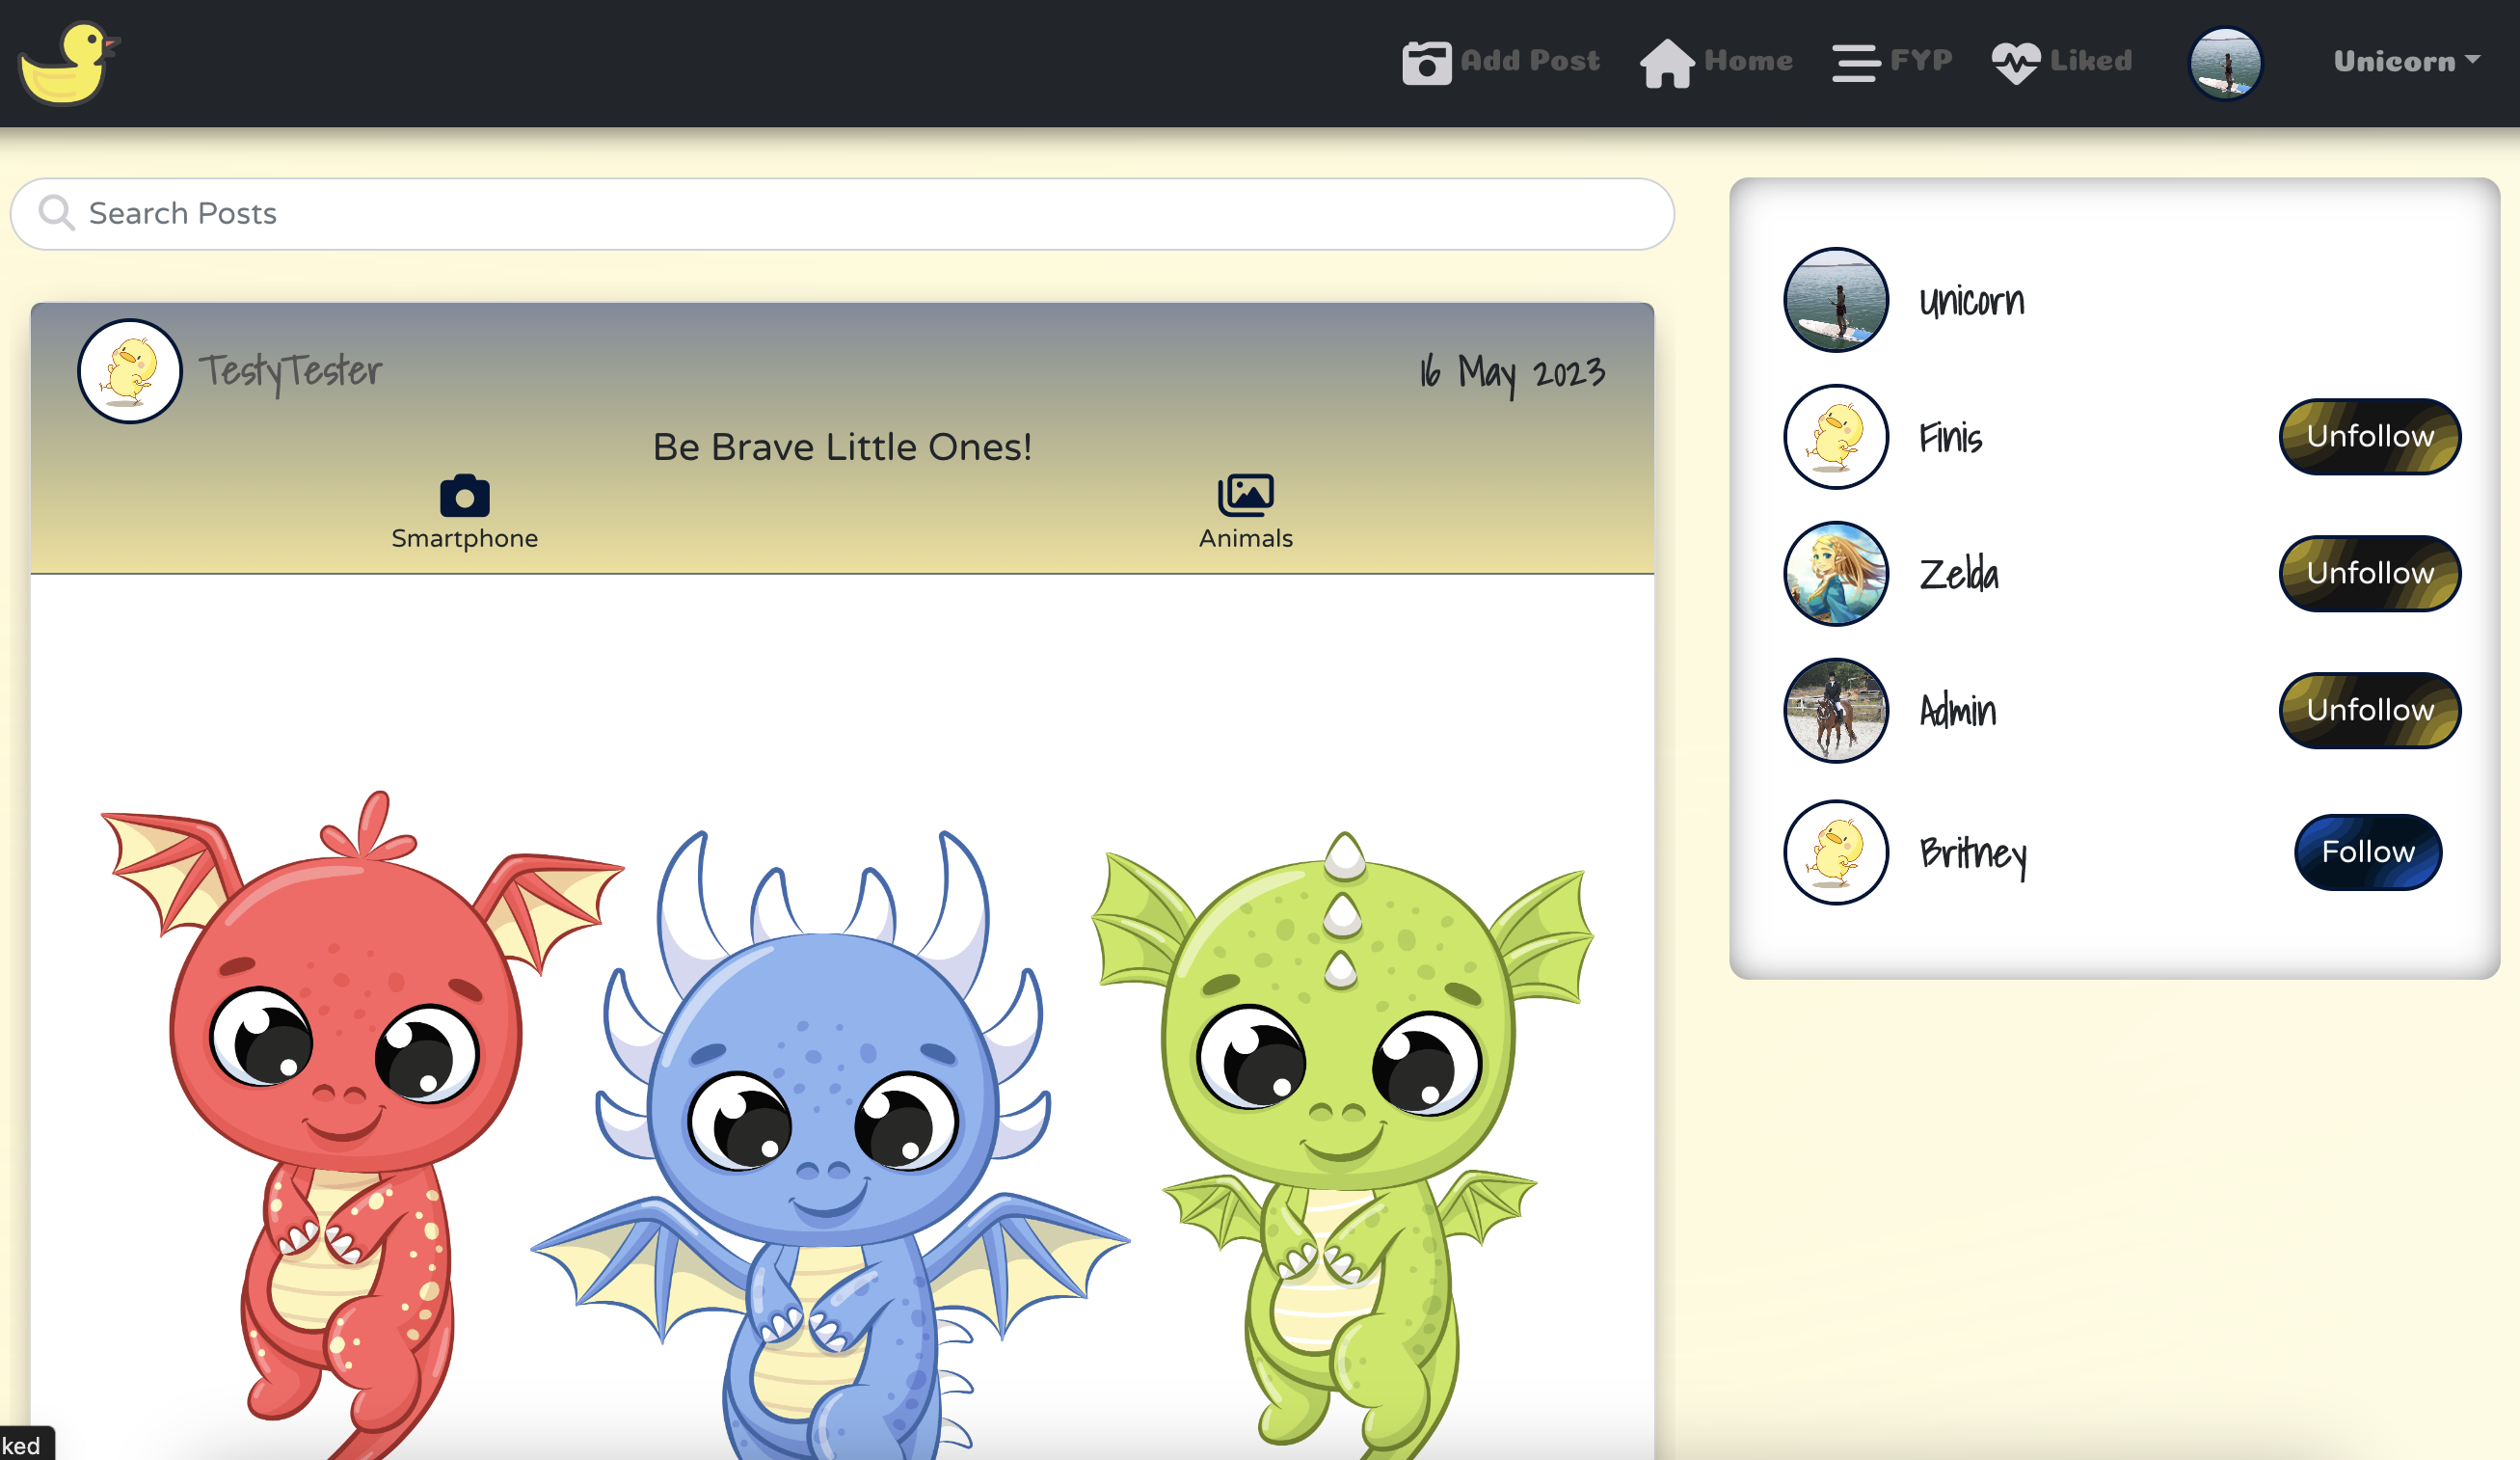 Add Post Home FYP Liked Unicorn
Search Posts
TestyTester 16 May 2023
Be Brave Little Ones!
Smartphone Animals
Unicorn
Finis Unfollow
Zelda Unfollow
Admin Unfollow
Britney Follow
ked